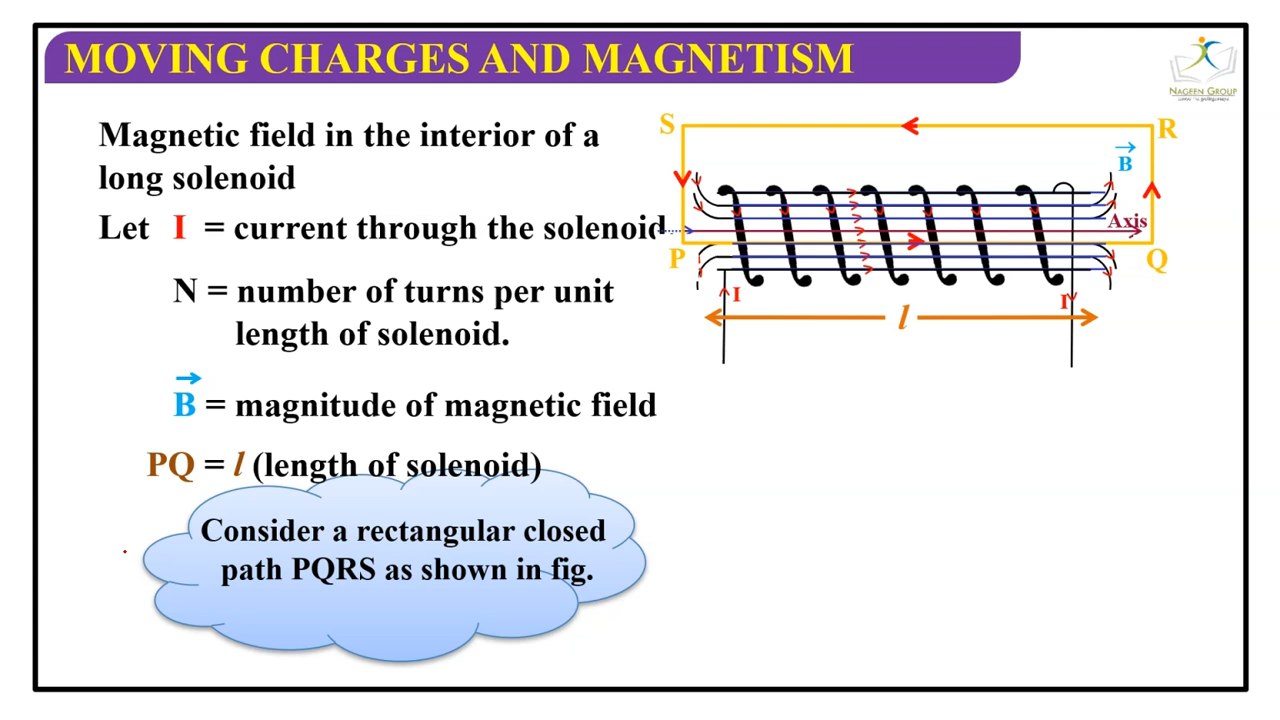 MOVING CHARGES AND MAGNETISM
NAGEEN GROUP
Magnetic field in the interior of a
long solenoid
Let I = current through the solenoid
N = number of turns per unit
length of solenoid.
B = magnitude of magnetic field
PQ = l (length of solenoid)
Consider a rectangular closed
path PQRS as shown in fig.
S
R
B
Axis
P
Q
I
I
l